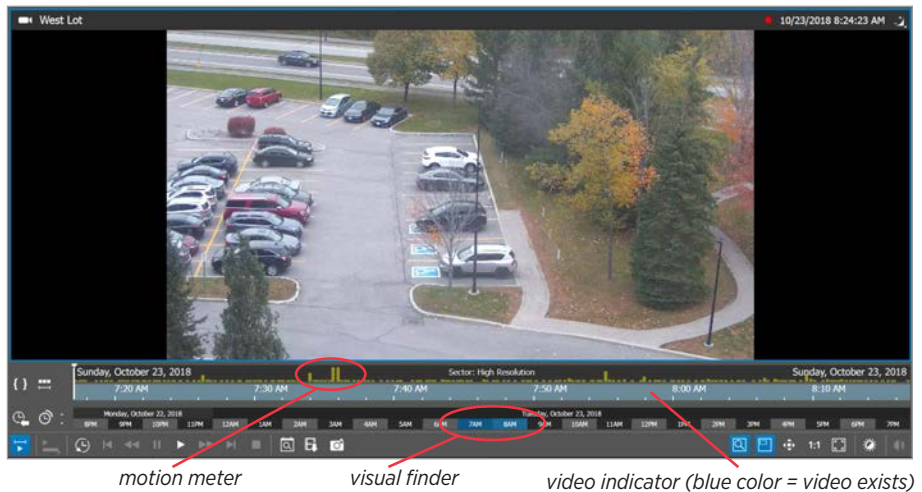 West Lot 10/23/2018 8:24:23 AM
Sunday, October 23, 2018 Sector: High Resolution Sunday, October 23, 2018
7:20 AM 7:30 AM 7:40 AM 7:50 AM 8:00 AM 8:10 AM
Monday, October 22, 2018 Tuesday, October 23, 2018
8PM 9PM 10PM 11PM 12AM 1AM 2AM 3AM 4AM 5AM 6AM 7AM 8AM 9AM 10AM 11AM 12PM 1PM 2PM 3PM 4PM 5PM 6PM 7PM
1:1
motion meter visual finder video indicator (blue color = video exists)